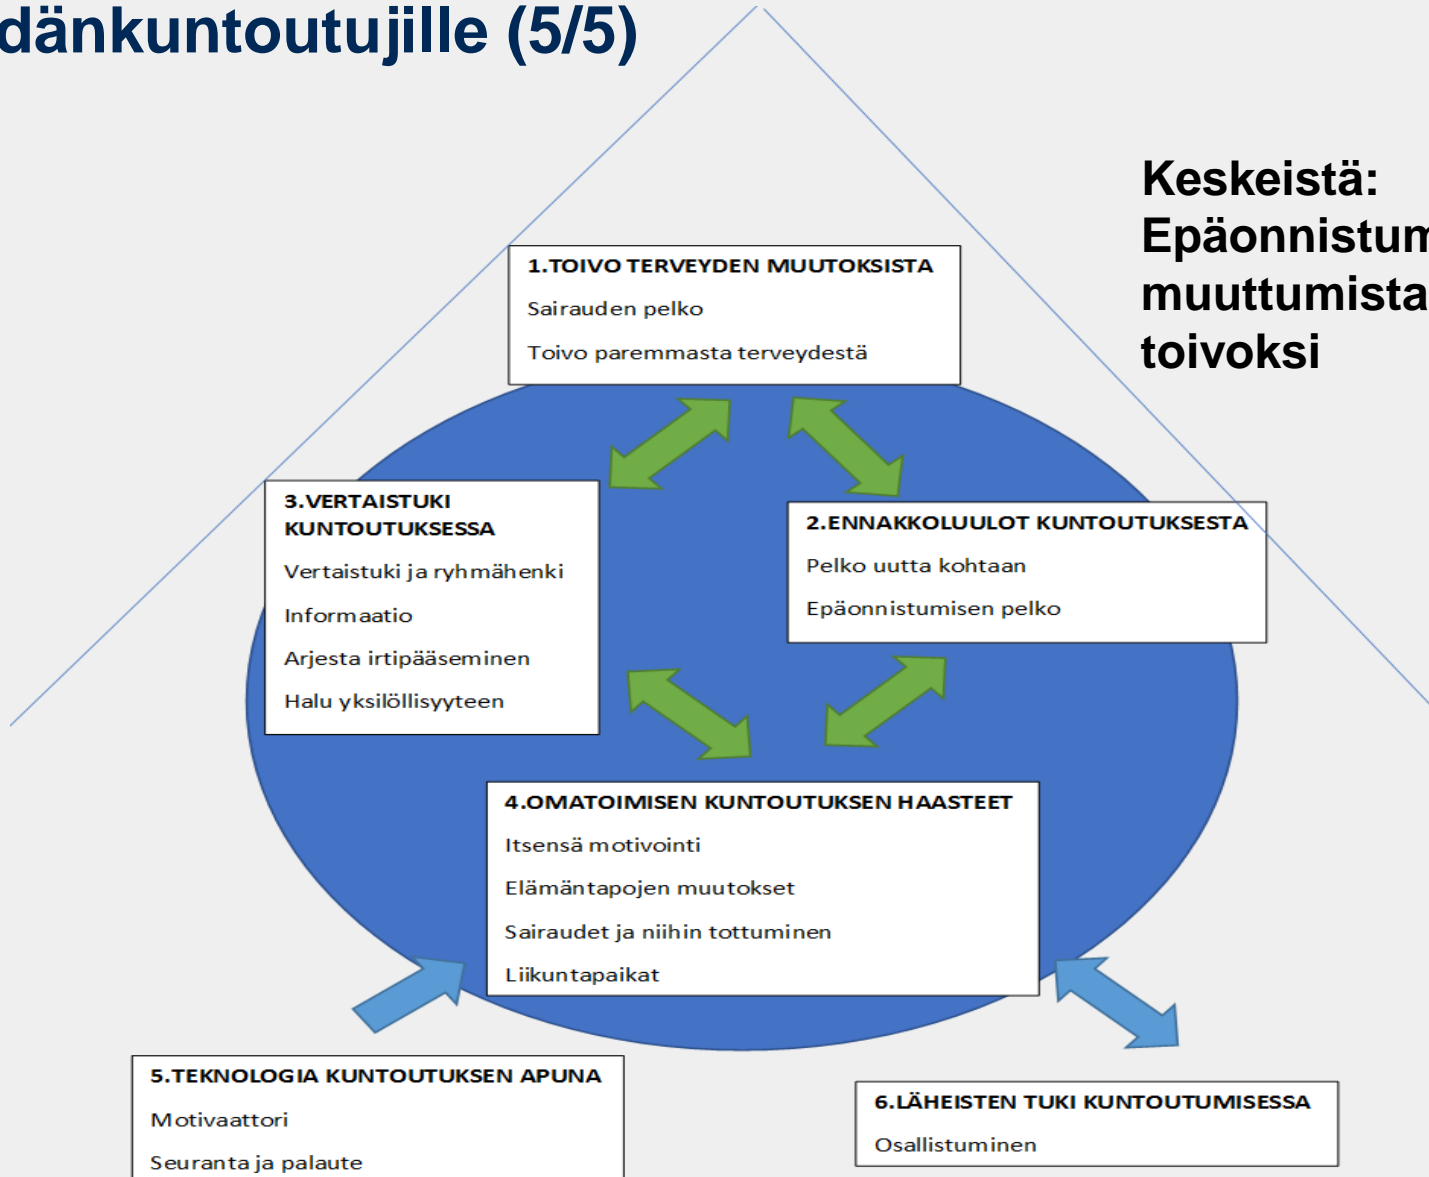 dänkuntoutujille (5/5)
Keskeistä:
Epäonnistum
muuttumista
toivoksi
1.TOIVO TERVEYDEN MUUTOKSISTA
Sairauden pelko
Toivo paremmasta terveydestä
3.VERTAISTUKI
KUNTOUTUKSESSA
Vertaistuki ja ryhmähenki
Informaatio
Arjesta irtipääseminen
Halu yksilöllisyyteen
2.ENNAKKOLUULOT KUNTOUTUKSESTA
Pelko uutta kohtaan
Epäonnistumisen pelko
4.OMATOIMISEN KUNTOUTUKSEN HAASTEET
Itsensä motivointi
Elämäntapojen muutokset
Sairaudet ja niihin tottuminen
Liikuntapaikat
5.TEKNOLOGIA KUNTOUTUKSEN APUNA
Motivaattori
Seuranta ja palaute
6.LÄHEISTEN TUKI KUNTOUTUMISESSA
Osallistuminen